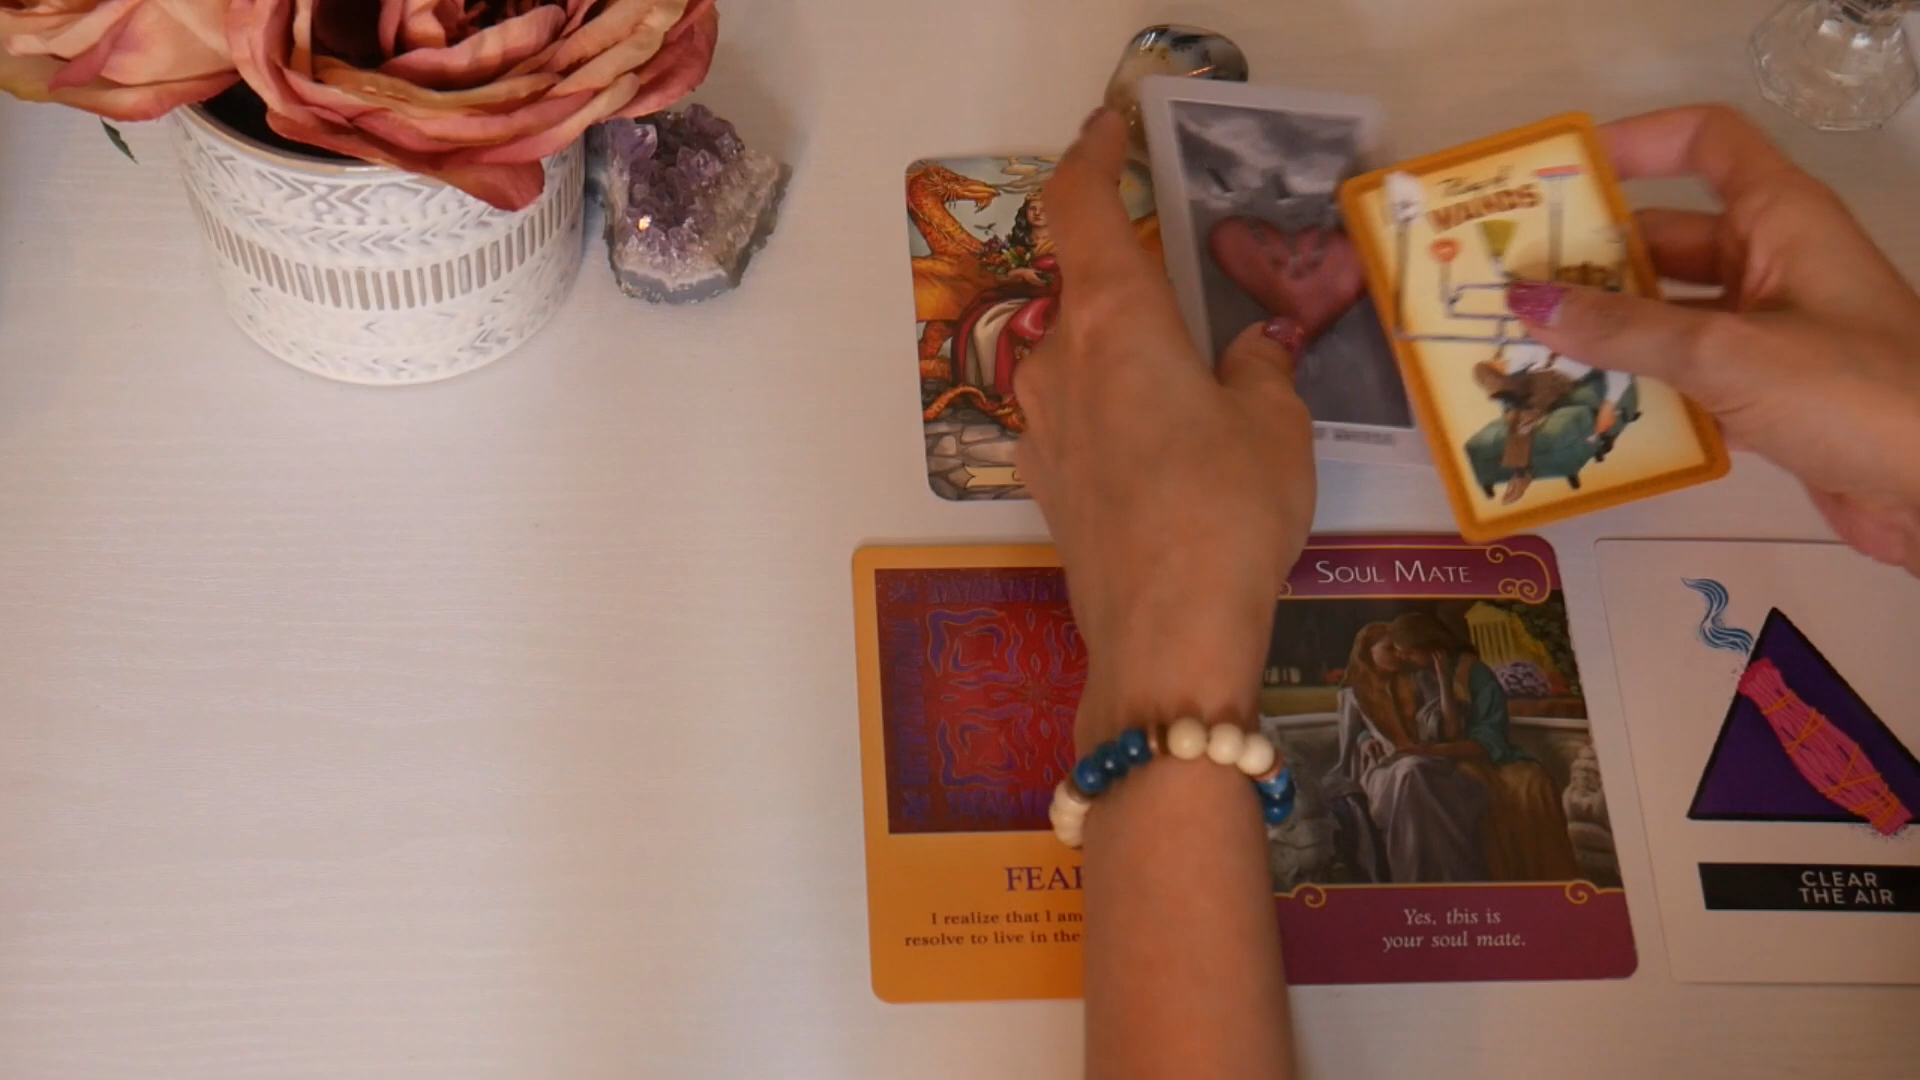 WANDS
SOUL MATE
FEAR
I realize that I am
resolve to live in the
Yes, this is
your soul mate.
CLEAR
THE AIR